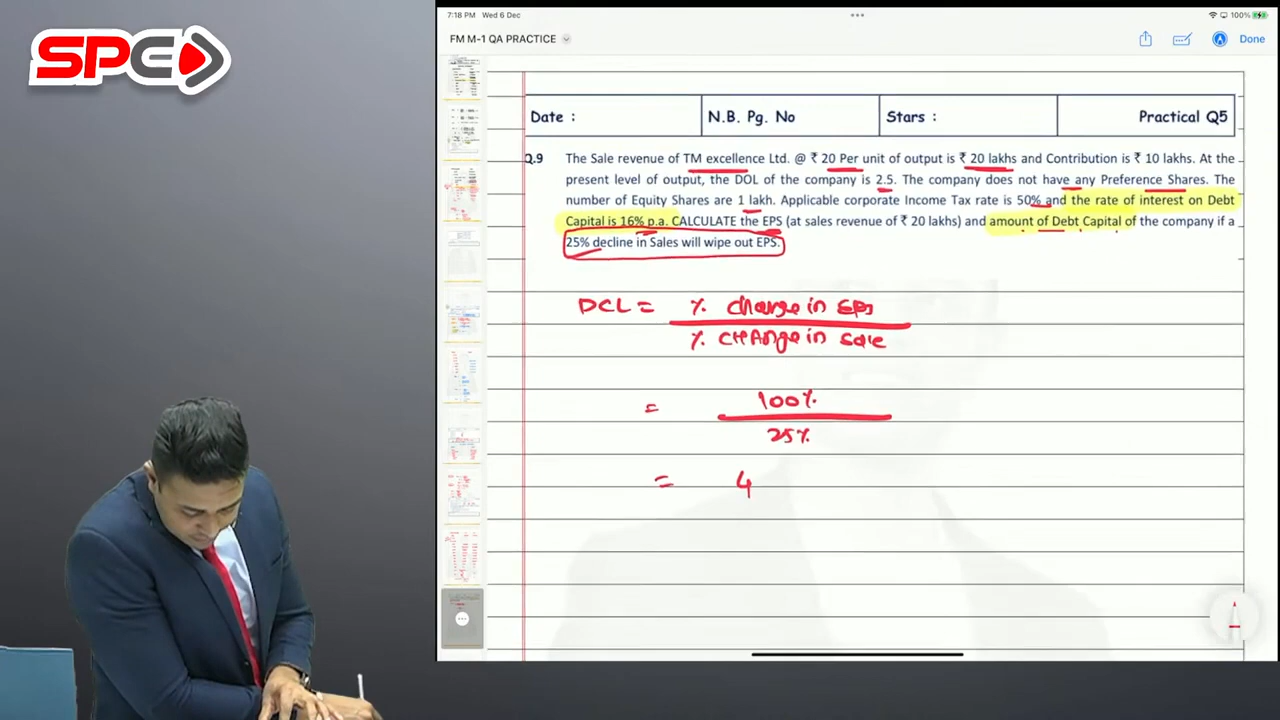 SPC
7:18 PM Wed 6 Dec
100%
FM M-1 QA PRACTICE
Done
Date :
N.B. Pg. No
Stars :
Practical Q5
Q.9
The Sale revenue of TM excellence Ltd. @ ₹ 20 Per unit of output is ₹ 20 lakhs and Contribution is ₹ 10 lakhs. At the
present level of output, the DOL of the company is 2.5. The company does not have any Preference Shares. The
number of Equity Shares are 1 lakh. Applicable corporate Income Tax rate is 50% and the rate of interest on Debt
Capital is 16% p.a. CALCULATE the EPS (at sales revenue of ₹ 20 lakhs) and amount of Debt Capital of the company if a
25% decline in Sales will wipe out EPS.
DCL = % change in EPS
% CHAnge in sale
= 100%
25%
= 4